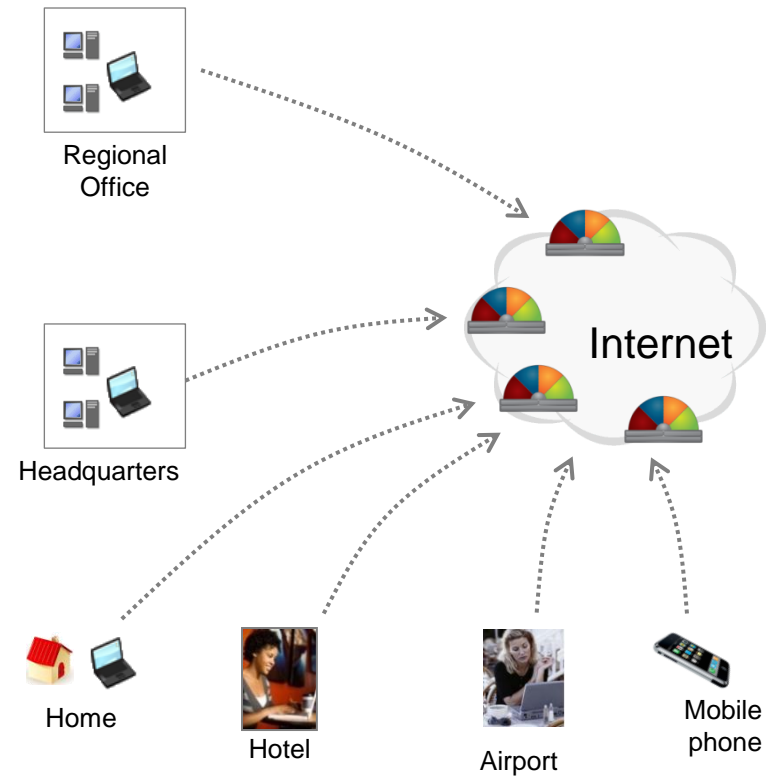 Regional
Office
Internet
Headquarters
Home
Hotel
Airport
Mobile
phone